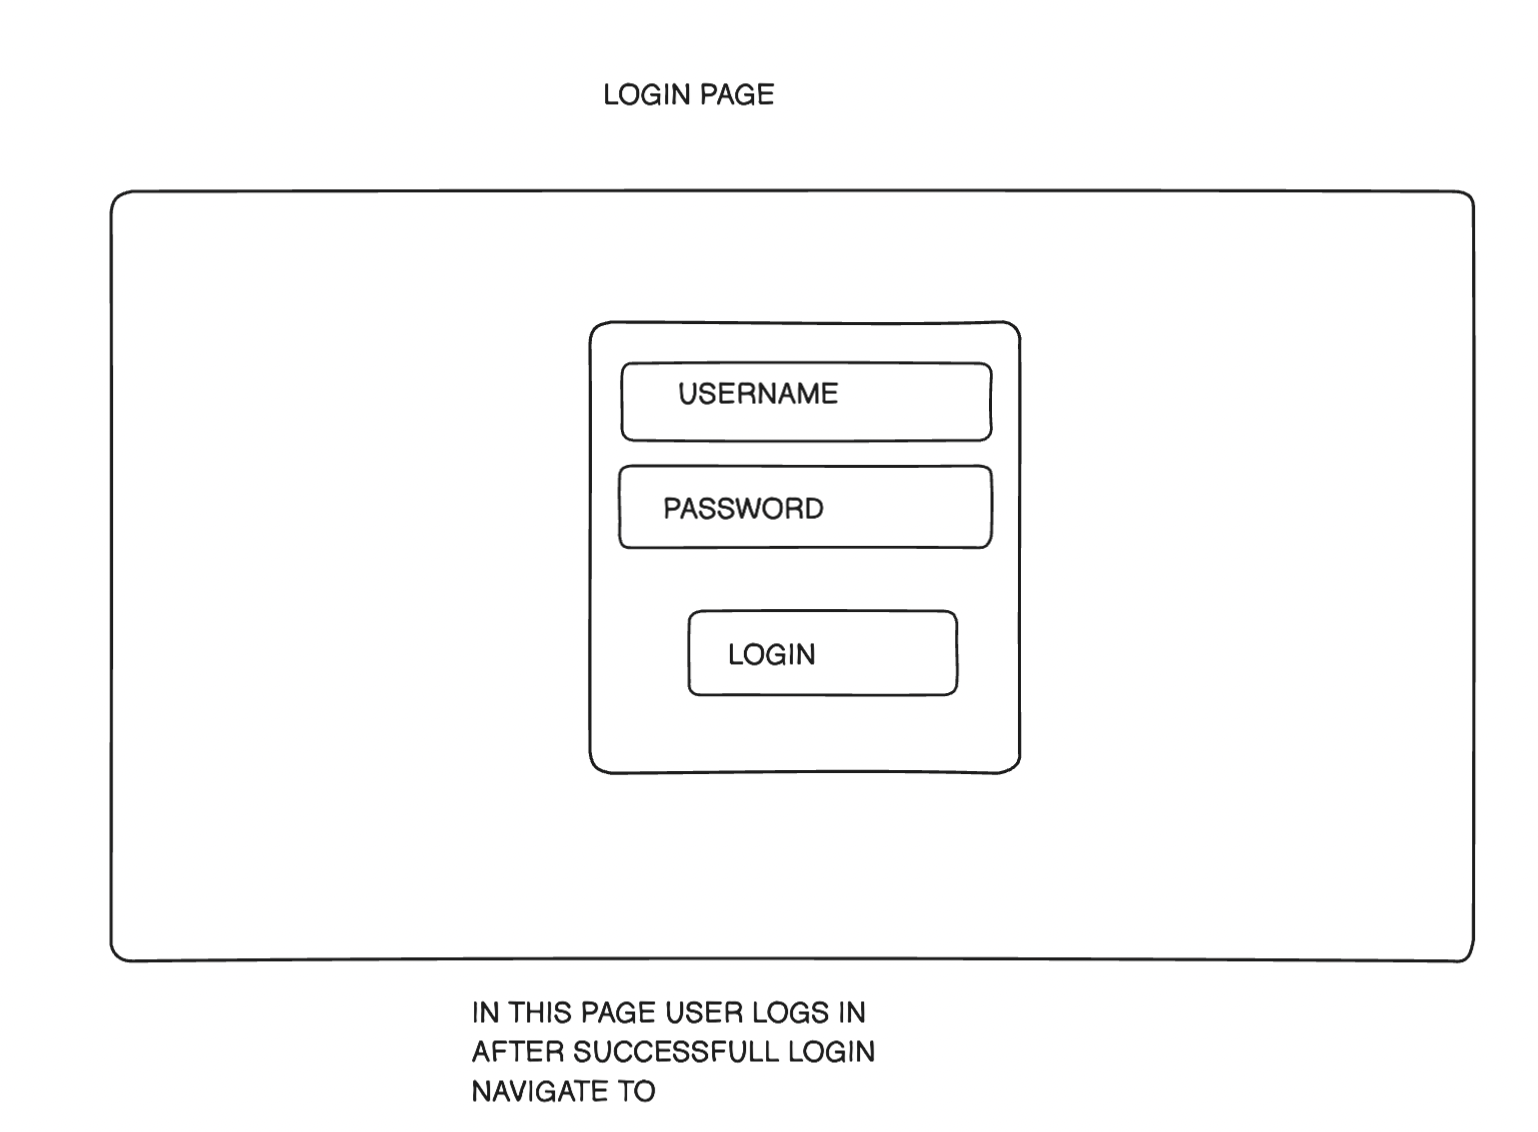 LOGIN PAGE
USERNAME
PASSWORD
LOGIN
IN THIS PAGE USER LOGS IN
AFTER SUCCESSFULL LOGIN
NAVIGATE TO